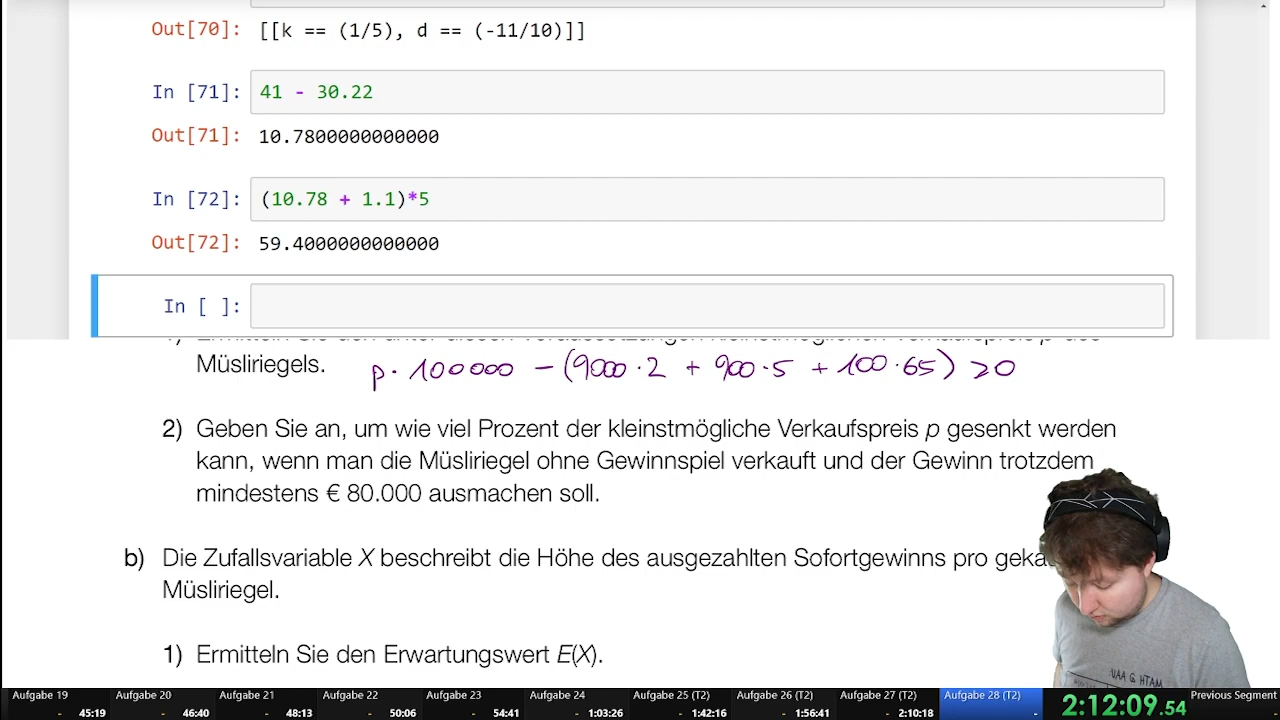 Out[70]: [[k == (1/5), d == (-11/10)]]
In [71]: 41 - 30.22
Out[71]: 10.7800000000000
In [72]: (10.78 + 1.1)*5
Out[72]: 59.4000000000000
In [ ]:
Müsliriegels. p · 100000 - (9000 · 2 + 900 · 5 + 100 · 65) ≥ 0
2) Geben Sie an, um wie viel Prozent der kleinstmögliche Verkaufspreis p gesenkt werden
kann, wenn man die Müsliriegel ohne Gewinnspiel verkauft und der Gewinn trotzdem
mindestens € 80.000 ausmachen soll.
b) Die Zufallsvariable X beschreibt die Höhe des ausgezahlten Sofortgewinns pro
Müsliriegel.
1) Ermitteln Sie den Erwartungswert E(X).
UAA G HTAM
Aufgabe 19 Aufgabe 20 Aufgabe 21 Aufgabe 22 Aufgabe 23 Aufgabe 24 Aufgabe 25 (T2) Aufgabe 26 (T2) Aufgabe 27 (T2) Aufgabe 28 (T2) 2:12:09.54 Previous Segment
- 45:19 - 46:40 - 48:13 - 50:06 - 54:41 - 1:03:26 - 1:42:16 - 1:56:41 - 2:10:18 - -